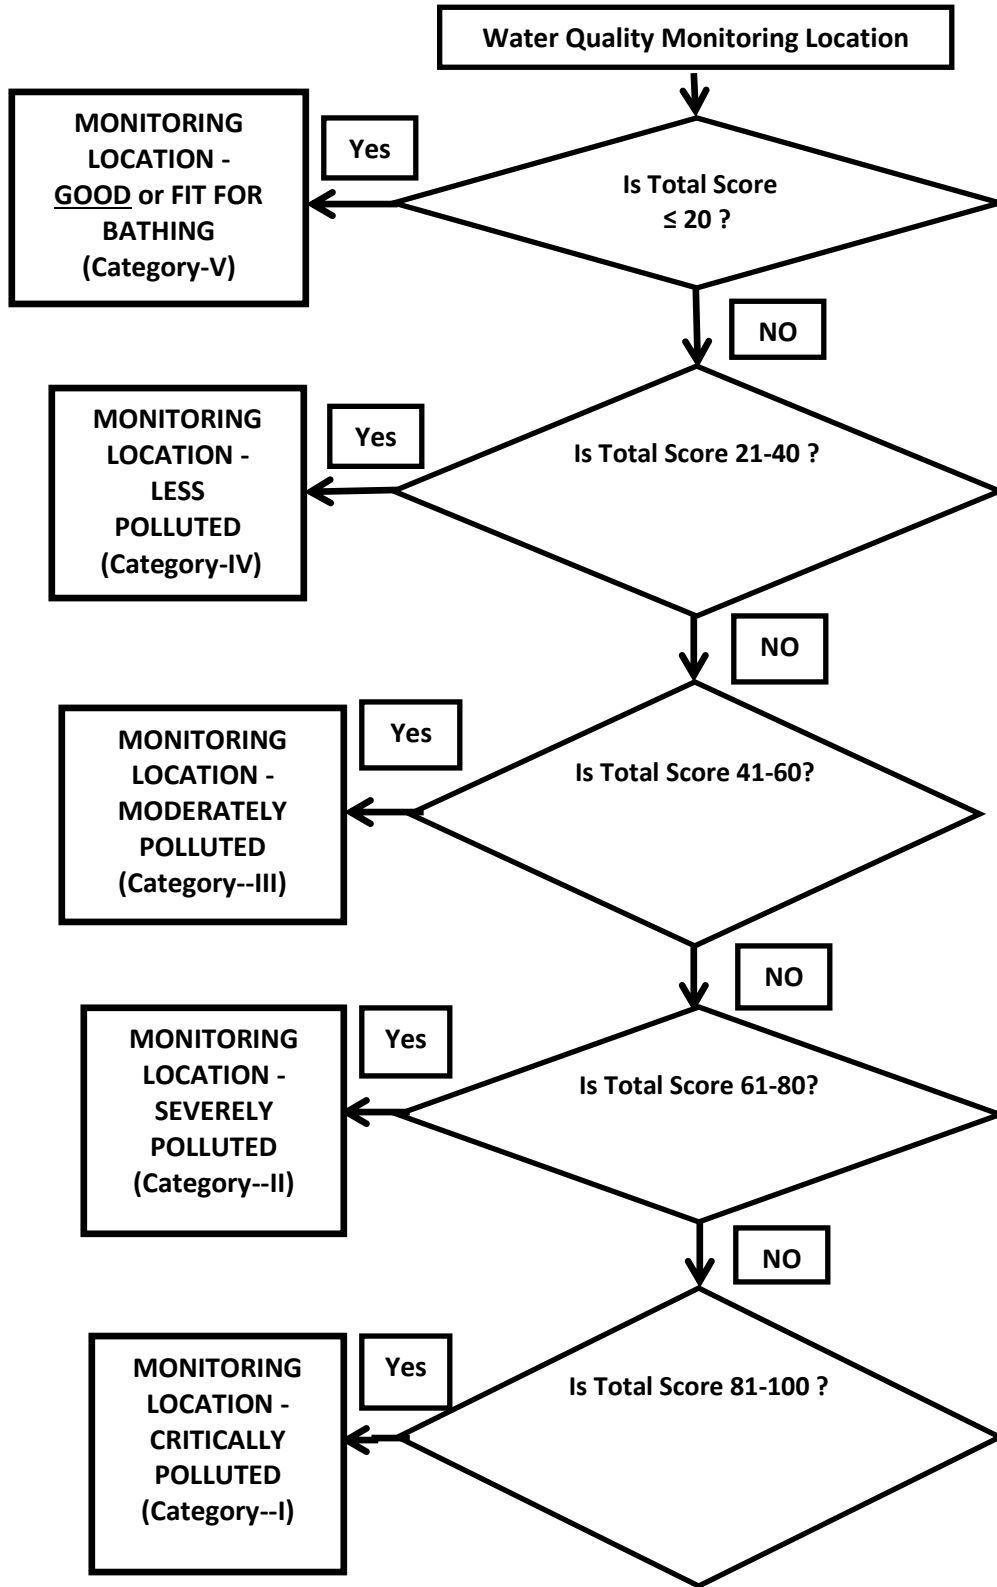 Water Quality Monitoring Location
MONITORING
LOCATION -
GOOD or FIT FOR
BATHING
(Category-V)
Yes
Is Total Score
≤ 20 ?
NO
MONITORING
LOCATION -
LESS
POLLUTED
(Category-IV)
Yes
Is Total Score 21-40 ?
NO
MONITORING
LOCATION -
MODERATELY
POLLUTED
(Category--III)
Yes
Is Total Score 41-60?
NO
MONITORING
LOCATION -
SEVERELY
POLLUTED
(Category--II)
Yes
Is Total Score 61-80?
NO
MONITORING
LOCATION -
CRITICALLY
POLLUTED
(Category--I)
Yes
Is Total Score 81-100 ?